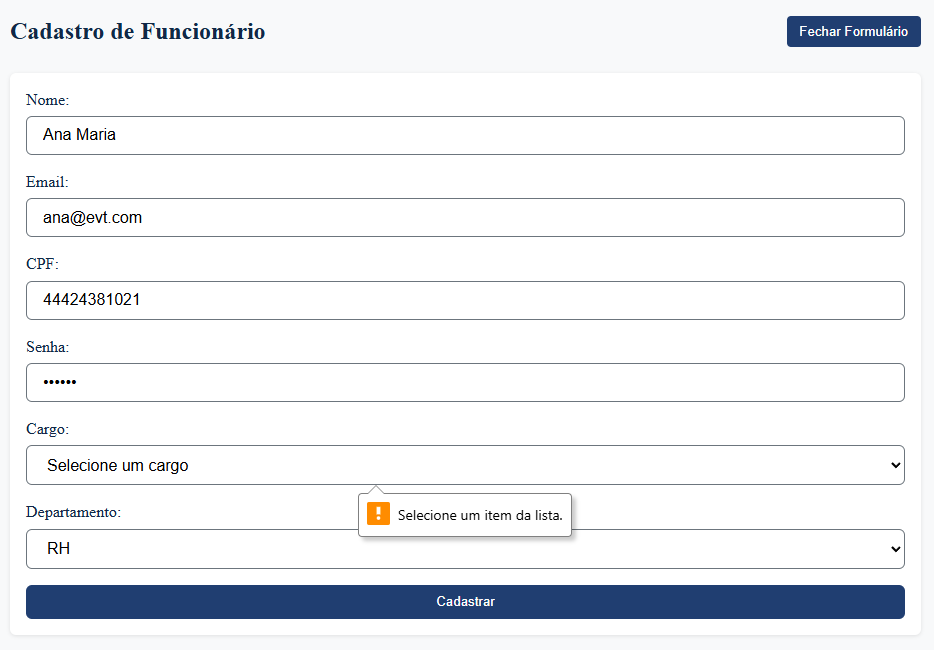 Cadastro de Funcionário
Fechar Formulário
Nome:
Ana Maria
Email:
ana@evt.com
CPF:
44424381021
Senha:
••••••
Cargo:
Selecione um cargo
Selecione um item da lista.
Departamento:
RH
Cadastrar